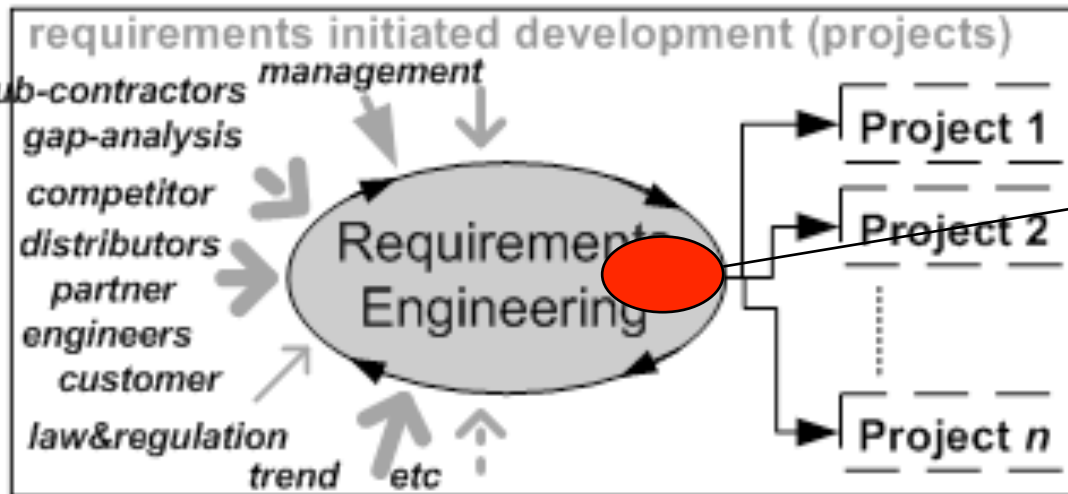 requirements initiated development (projects)
management
ub-contractors
gap-analysis
competitor
distributors
partner
engineers
customer
law&regulation
trend
etc
Requirements
Engineering
Project 1
Project 2
Project n